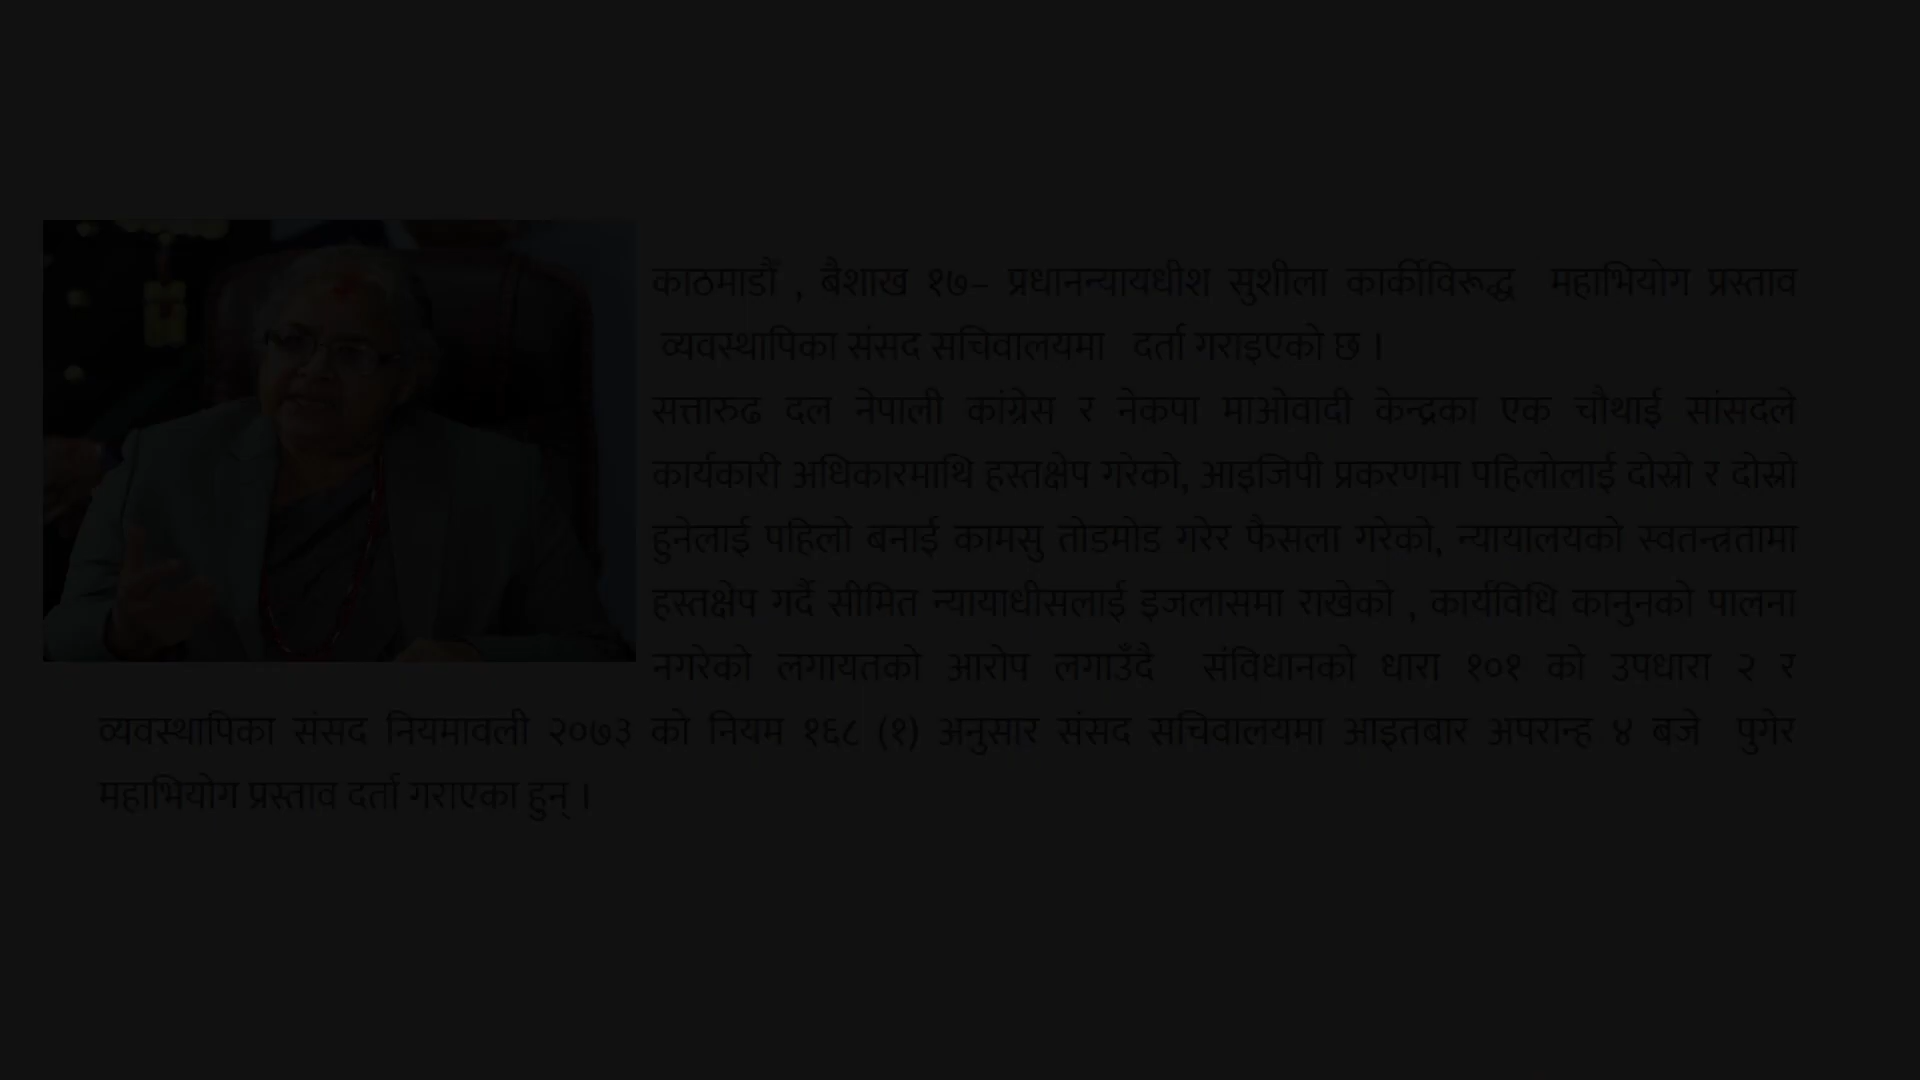 काठमाडौँ , बैशाख १७– प्रधानन्यायधीश सुशीला कार्कीविरूद्ध महाभियोग प्रस्ताव
व्यवस्थापिका संसद सचिवालयमा दर्ता गराइएको छ ।
सत्तारुढ दल नेपाली कांग्रेस र नेकपा माओवादी केन्द्रका एक चौथाई सांसदले
कार्यकारी अधिकारमाथि हस्तक्षेप गरेको, आइजिपी प्रकरणमा पहिलोलाई दोस्रो र दोस्रो
हुनेलाई पहिलो बनाई कामसु तोडमोड गरेर फैसला गरेको, न्यायालयको स्वतन्त्रतामा
हस्तक्षेप गर्दै सीमित न्यायाधीसलाई इजलासमा राखेको , कार्यविधि कानुनको पालना
नगरेको लगायतको आरोप लगाउँदै संविधानको धारा १०१ को उपधारा २ र
व्यवस्थापिका संसद नियमावली २०७३ को नियम १६८ (१) अनुसार संसद सचिवालयमा आइतबार अपरान्ह ४ बजे पुगेर
महाभियोग प्रस्ताव दर्ता गराएका हुन् ।